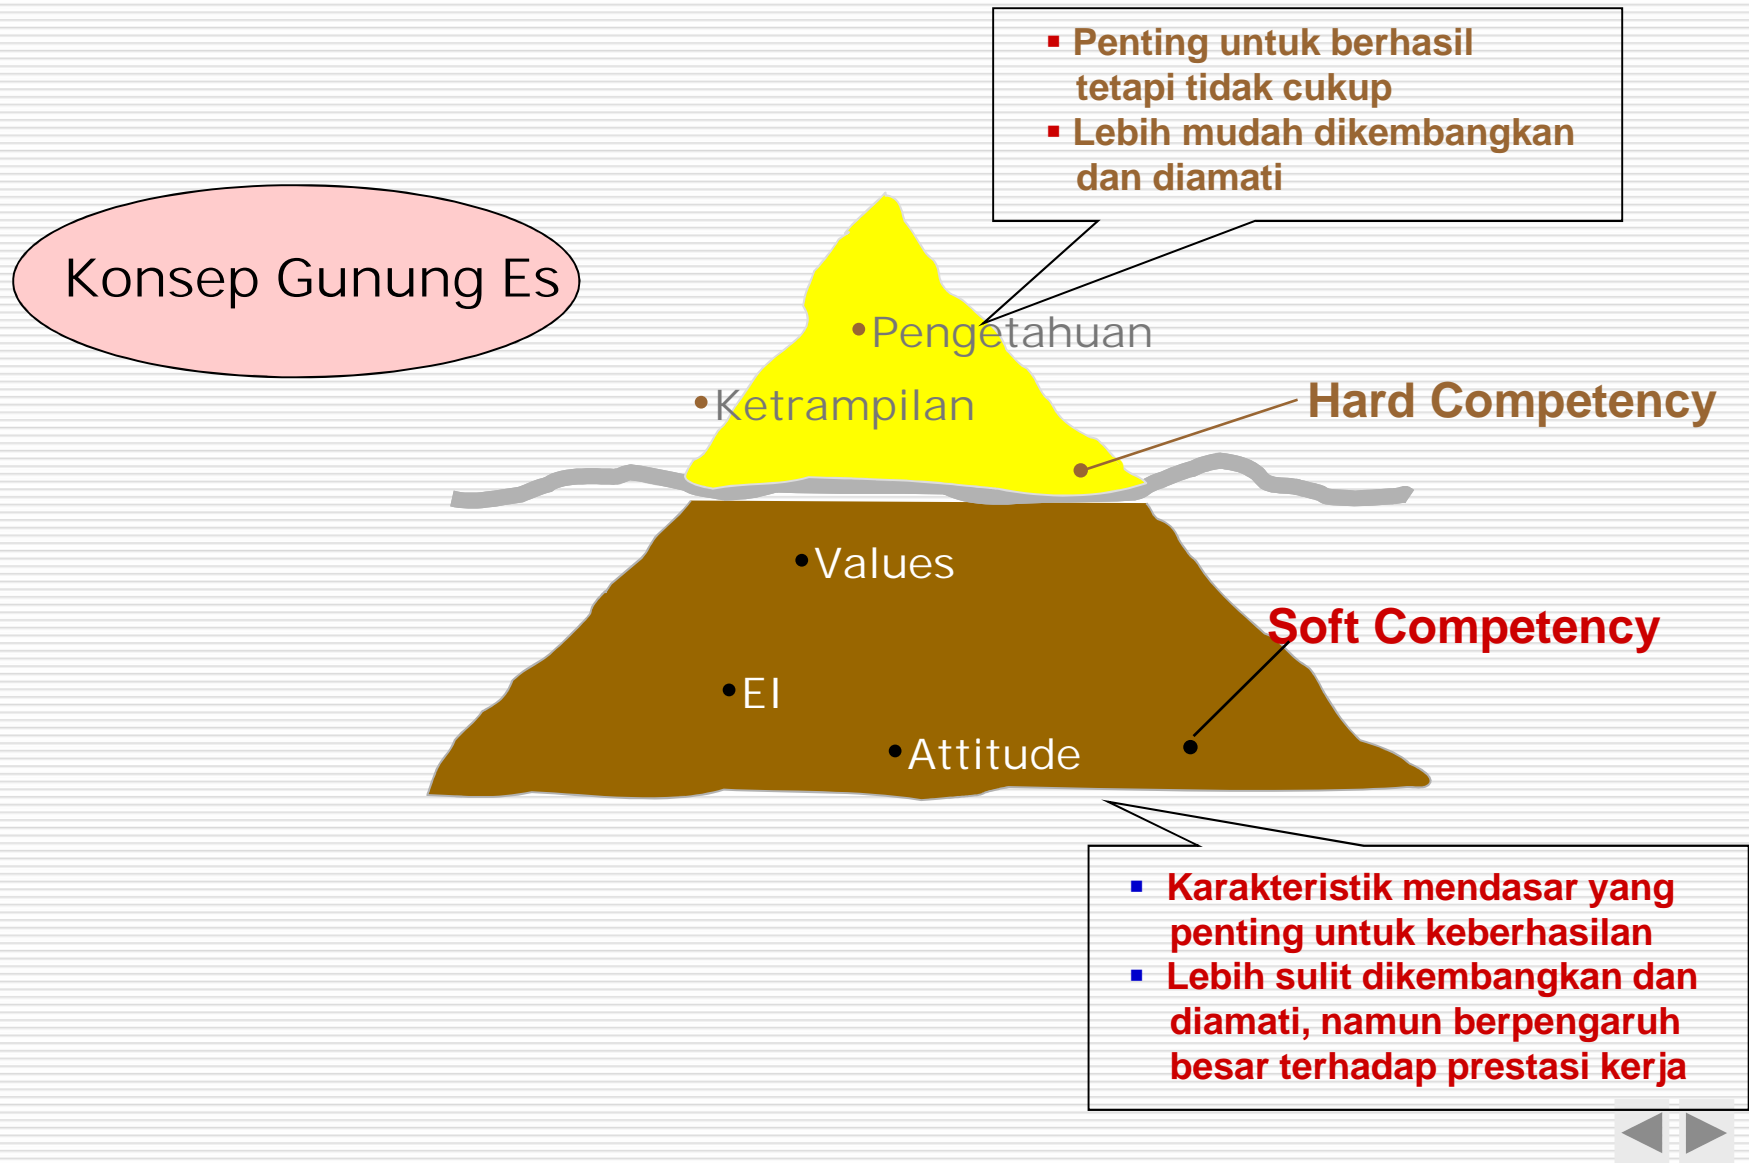 ▪ Penting untuk berhasil
tetapi tidak cukup
▪ Lebih mudah dikembangkan
dan diamati
Konsep Gunung Es
•Pengetahuan
•Ketrampilan
Hard Competency
•Values
Soft Competency
•EI
•Attitude
▪ Karakteristik mendasar yang
penting untuk keberhasilan
▪ Lebih sulit dikembangkan dan
diamati, namun berpengaruh
besar terhadap prestasi kerja